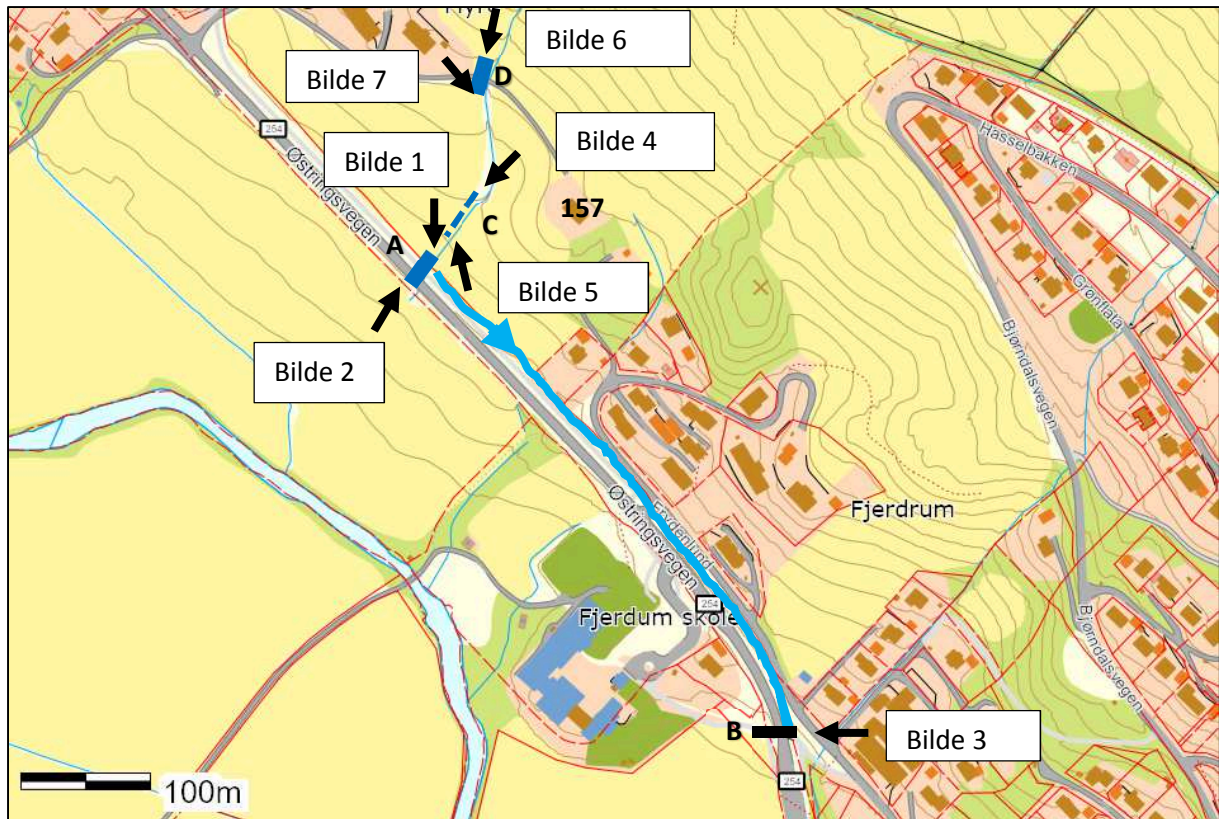 Bilde 6
Bilde 7
D
254
Bilde 4
Bilde 1
Østringsvegen
157
C
A
Bilde 5
Bilde 2
Hasselbakken
Grønflata
Bjørndalsvegen
Fjerdrum
Frydenlund
Østringsvegen
254
Fjerdum skole
Bjørndalsvegen
B
Bilde 3
254
100m